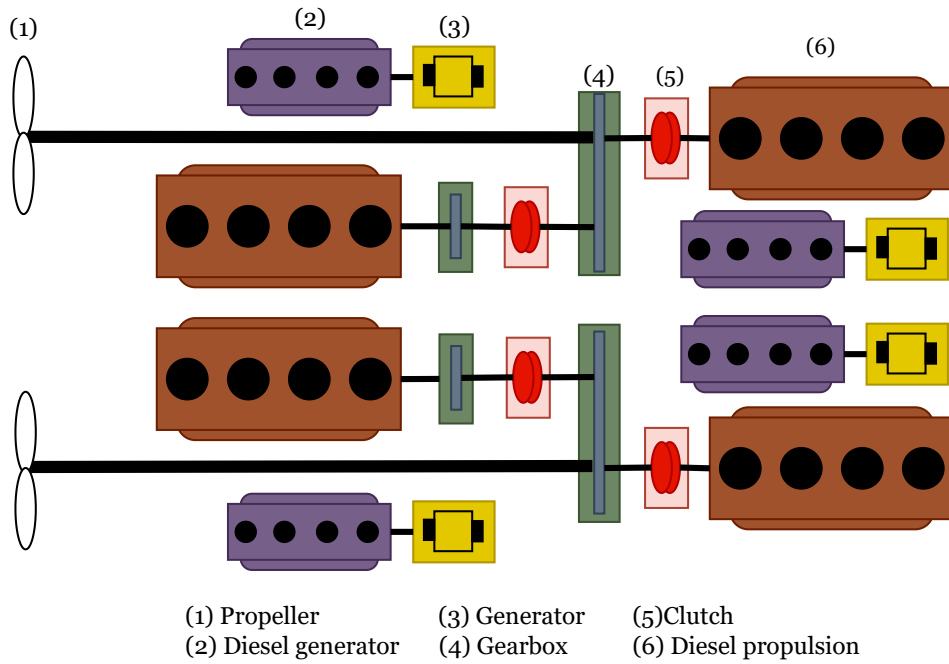 (1)
(2)
(3)
(4)
(5)
(6)
(1) Propeller
(3) Generator
(5)Clutch
(2) Diesel generator
(4) Gearbox
(6) Diesel propulsion